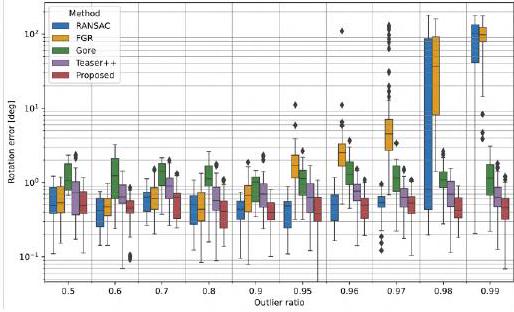 Method
RANSAC
FGR
Gore
Teaser++
Proposed
Rotation error [deg]
10²
10¹
10⁰
10⁻¹
0.5 0.6 0.7 0.8 0.9 0.95 0.96 0.97 0.98 0.99
Outlier ratio